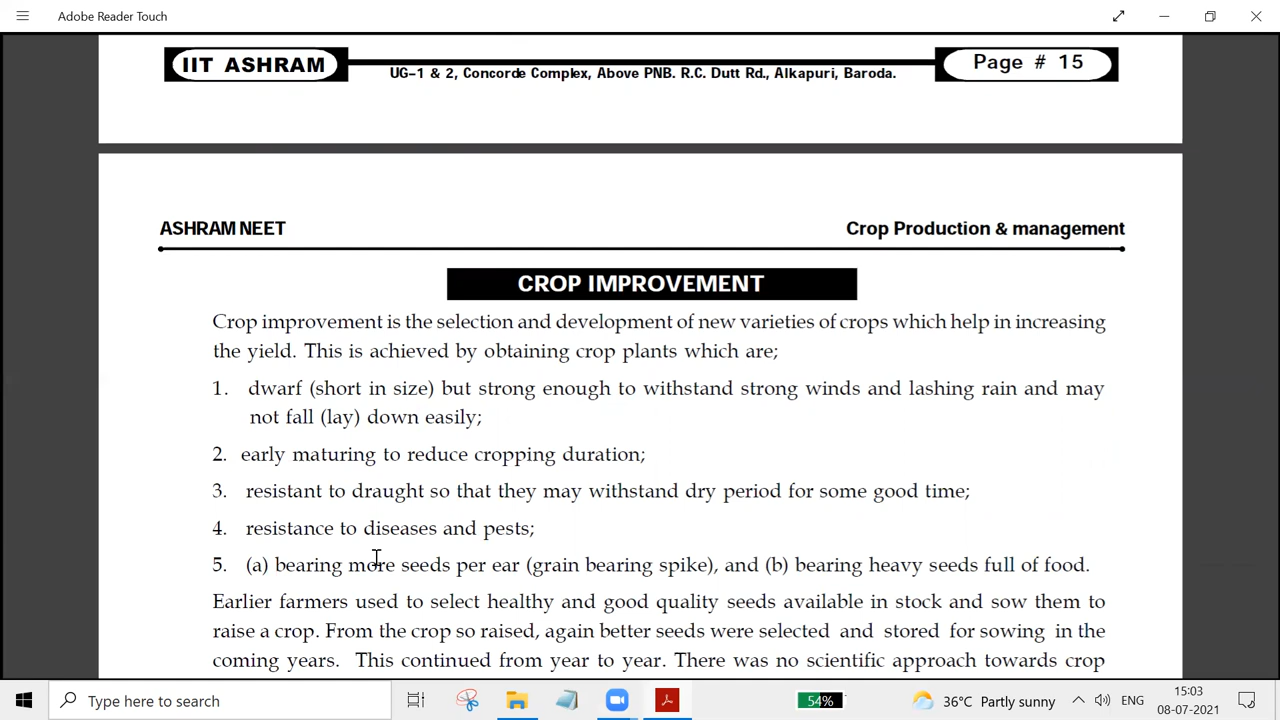 Adobe Reader Touch
IIT ASHRAM
UG–1 & 2, Concorde Complex, Above PNB. R.C. Dutt Rd., Alkapuri, Baroda.
Page # 15
ASHRAM NEET
Crop Production & management
CROP IMPROVEMENT
Crop improvement is the selection and development of new varieties of crops which help in increasing
the yield. This is achieved by obtaining crop plants which are;
1. dwarf (short in size) but strong enough to withstand strong winds and lashing rain and may
not fall (lay) down easily;
2. early maturing to reduce cropping duration;
3. resistant to draught so that they may withstand dry period for some good time;
4. resistance to diseases and pests;
5. (a) bearing more seeds per ear (grain bearing spike), and (b) bearing heavy seeds full of food.
Earlier farmers used to select healthy and good quality seeds available in stock and sow them to
raise a crop. From the crop so raised, again better seeds were selected and stored for sowing in the
coming years. This continued from year to year. There was no scientific approach towards crop
Type here to search
54%
36°C Partly sunny
ENG
15:03
08-07-2021